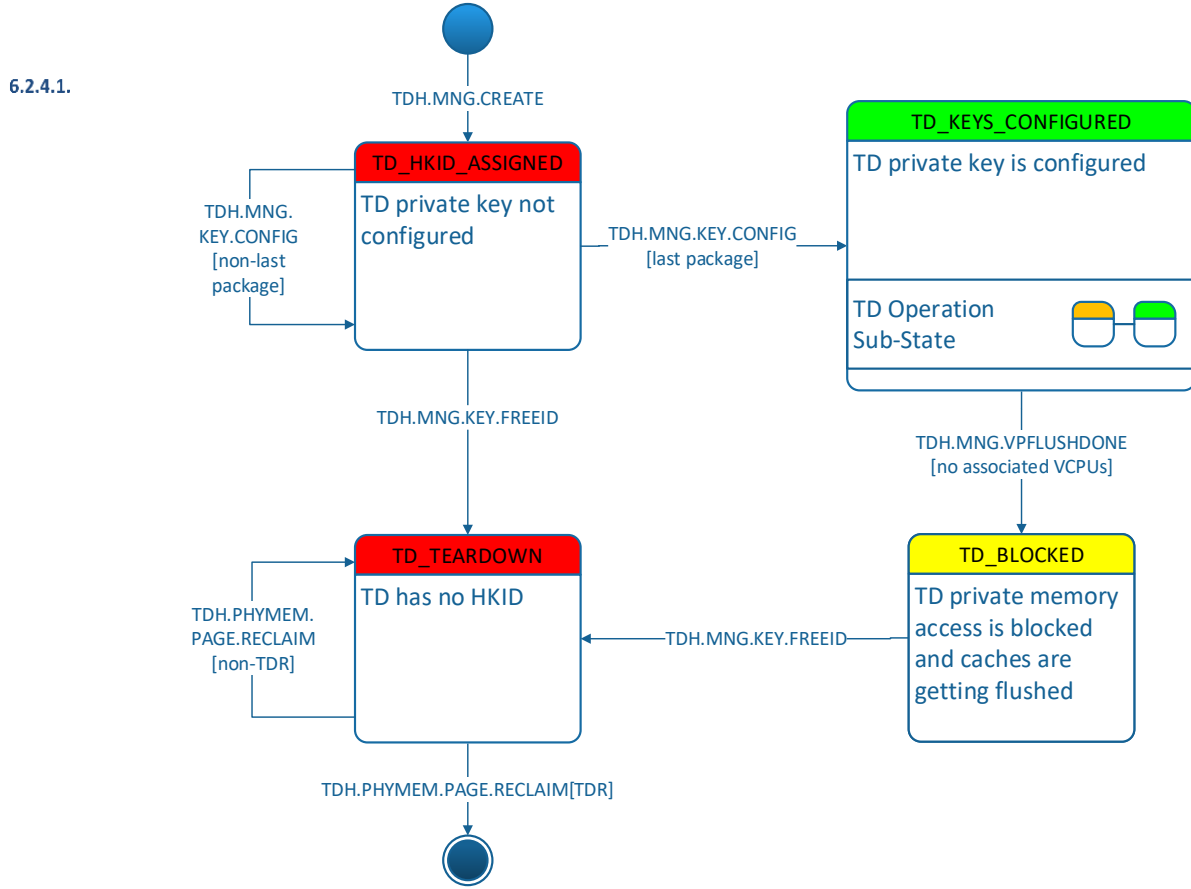 6.2.4.1.
TDH.MNG.CREATE
TD_HKID_ASSIGNED
TD private key not
configured
TDH.MNG.
KEY.CONFIG
[non-last
package]
TDH.MNG.KEY.CONFIG
[last package]
TD_KEYS_CONFIGURED
TD private key is configured
TD Operation
Sub-State
TDH.MNG.KEY.FREEID
TDH.MNG.VPFLUSHDONE
[no associated VCPUs]
TD_TEARDOWN
TD has no HKID
TDH.PHYMEM.
PAGE.RECLAIM
[non-TDR]
TDH.MNG.KEY.FREEID
TD_BLOCKED
TD private memory
access is blocked
and caches are
getting flushed
TDH.PHYMEM.PAGE.RECLAIM[TDR]